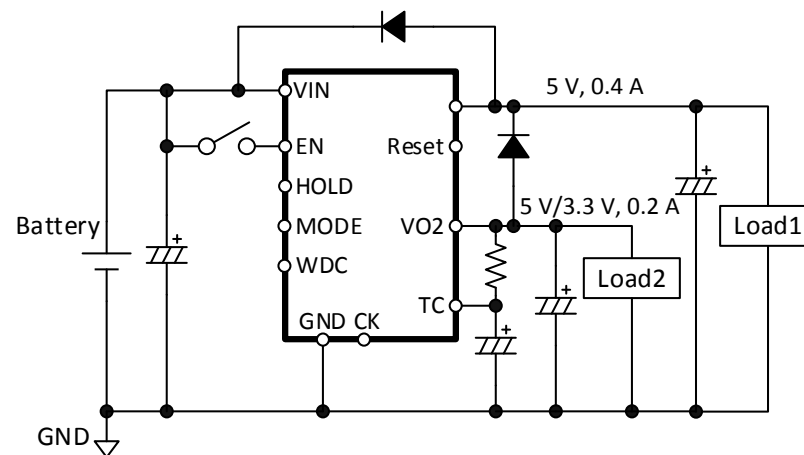 5 V, 0.4 A
VIN
EN
Reset
HOLD
5 V/3.3 V, 0.2 A
Battery
MODE
VO2
Load1
WDC
Load2
TC
GND CK
GND
+
+
+
+